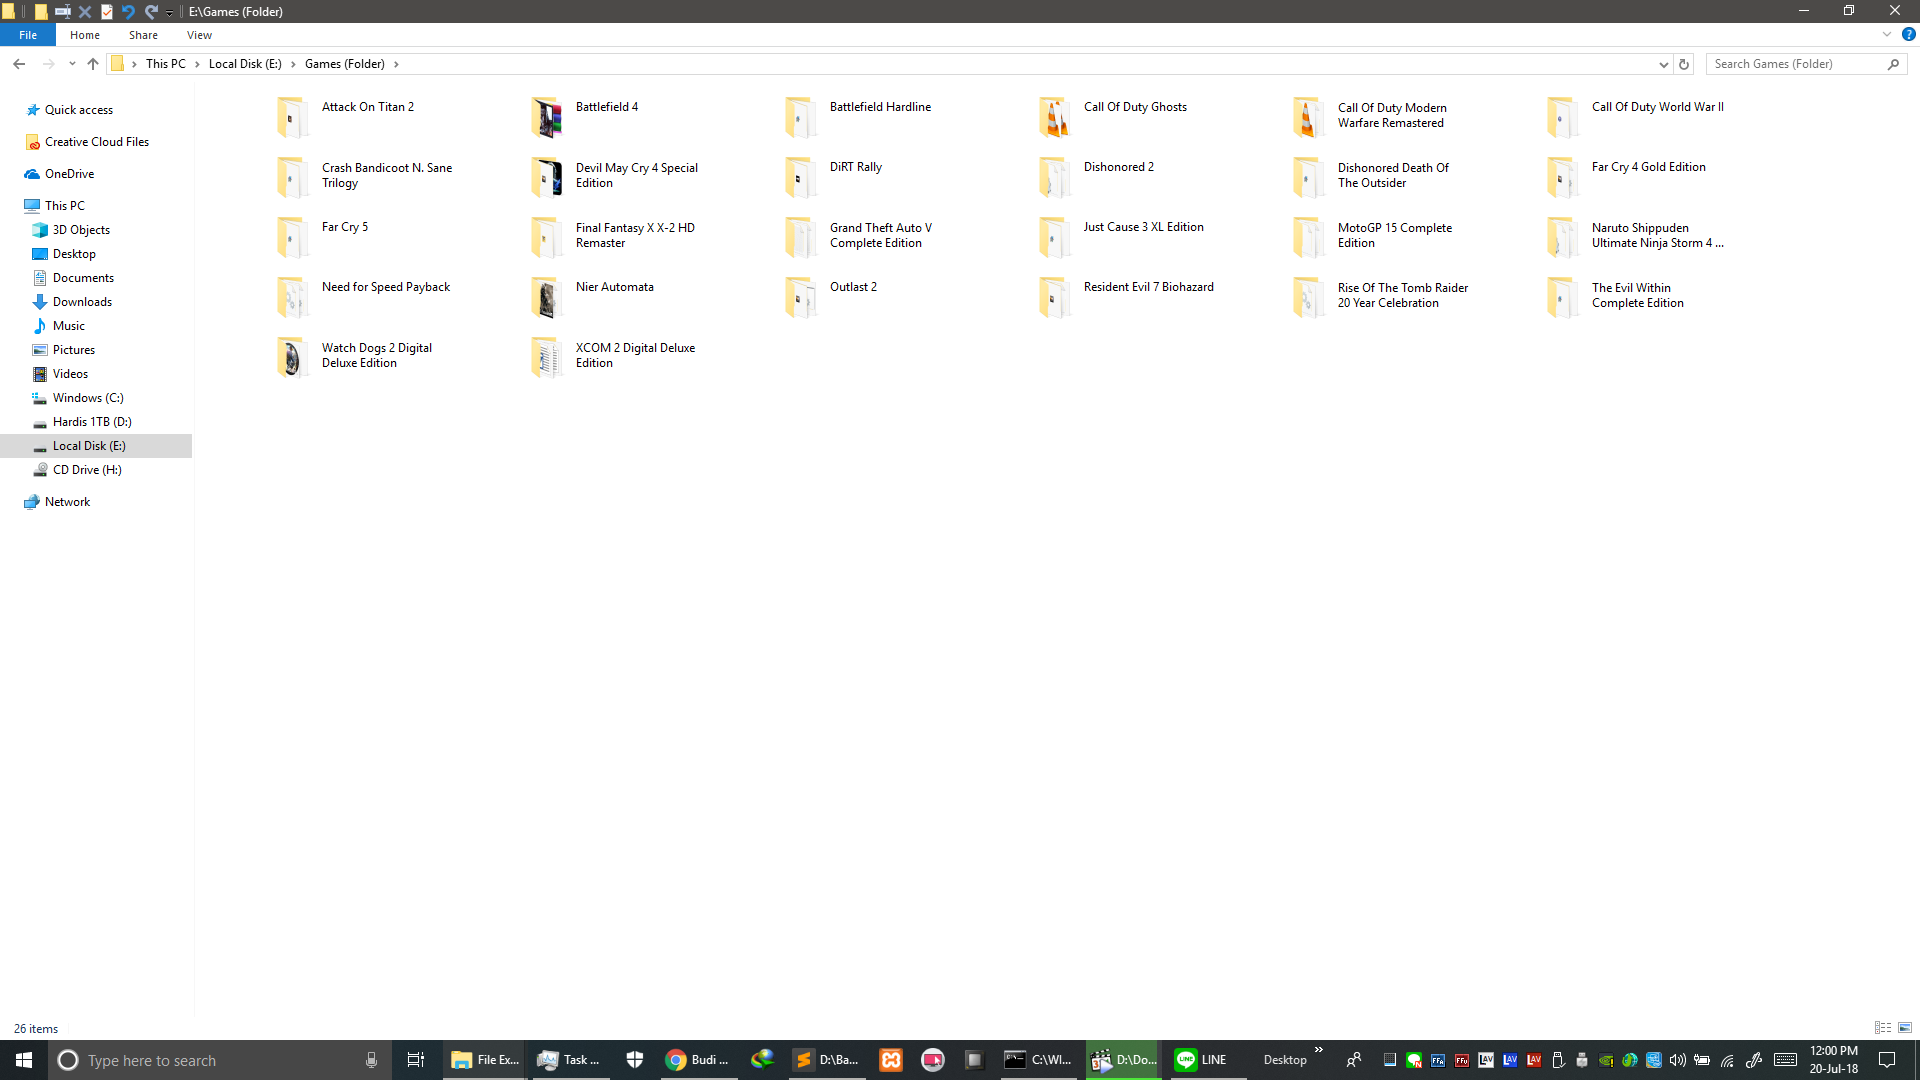 E:\Games (Folder)
File Home Share View
This PC Local Disk (E:) Games (Folder)
Search Games (Folder)
Quick access
Creative Cloud Files
OneDrive
This PC
3D Objects
Desktop
Documents
Downloads
Music
Pictures
Videos
Windows (C:)
Hardis 1TB (D:)
Local Disk (E:)
CD Drive (H:)
Network
Attack On Titan 2
Battlefield 4
Battlefield Hardline
Call Of Duty Ghosts
Call Of Duty Modern
Warfare Remastered
Call Of Duty World War II
Crash Bandicoot N. Sane
Trilogy
Devil May Cry 4 Special
Edition
DiRT Rally
Dishonored 2
Dishonored Death Of
The Outsider
Far Cry 4 Gold Edition
Far Cry 5
Final Fantasy X X-2 HD
Remaster
Grand Theft Auto V
Complete Edition
Just Cause 3 XL Edition
MotoGP 15 Complete
Edition
Naruto Shippuden
Ultimate Ninja Storm 4 ...
Need for Speed Payback
Nier Automata
Outlast 2
Resident Evil 7 Biohazard
Rise Of The Tomb Raider
20 Year Celebration
The Evil Within
Complete Edition
Watch Dogs 2 Digital
Deluxe Edition
XCOM 2 Digital Deluxe
Edition
26 items
Type here to search
File Ex...
Task ...
Budi ...
D:\Ba...
C:\WI...
D:\Do...
LINE
Desktop
FFa
FFv
LAV
LAV
LAV
12:00 PM
20-Jul-18